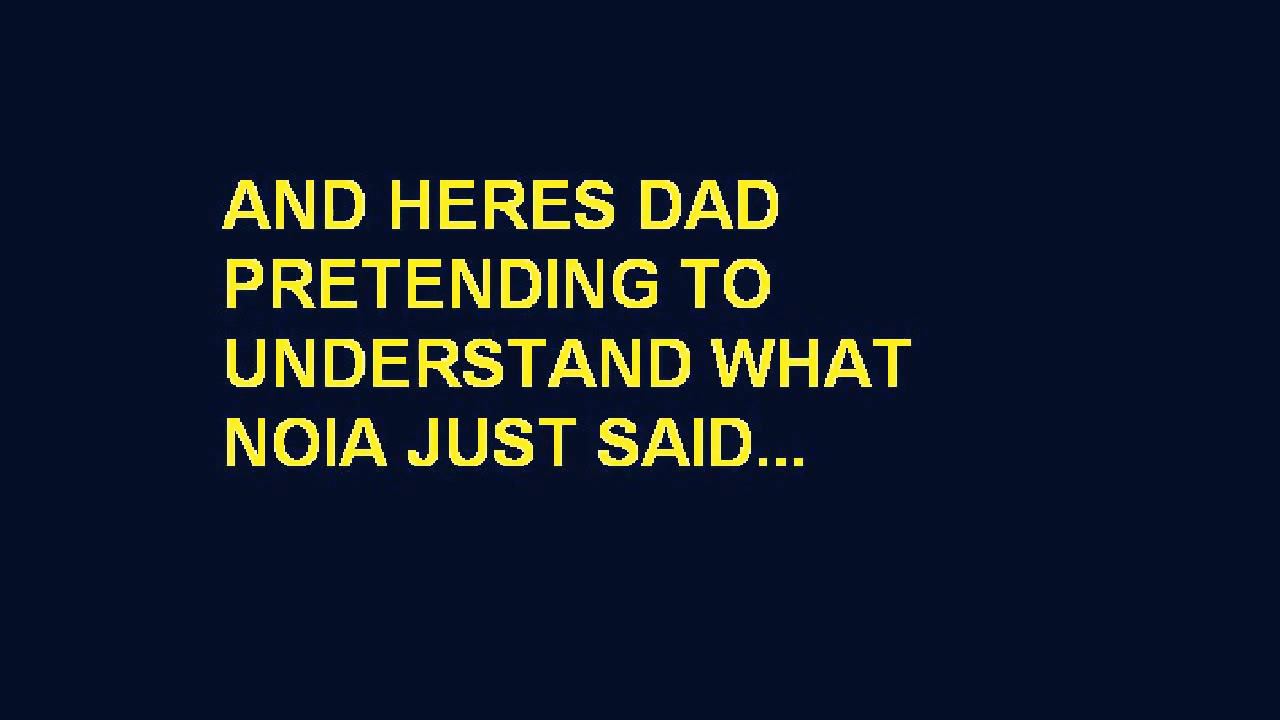 AND HERES DAD
PRETENDING TO
UNDERSTAND WHAT
NOIA JUST SAID...